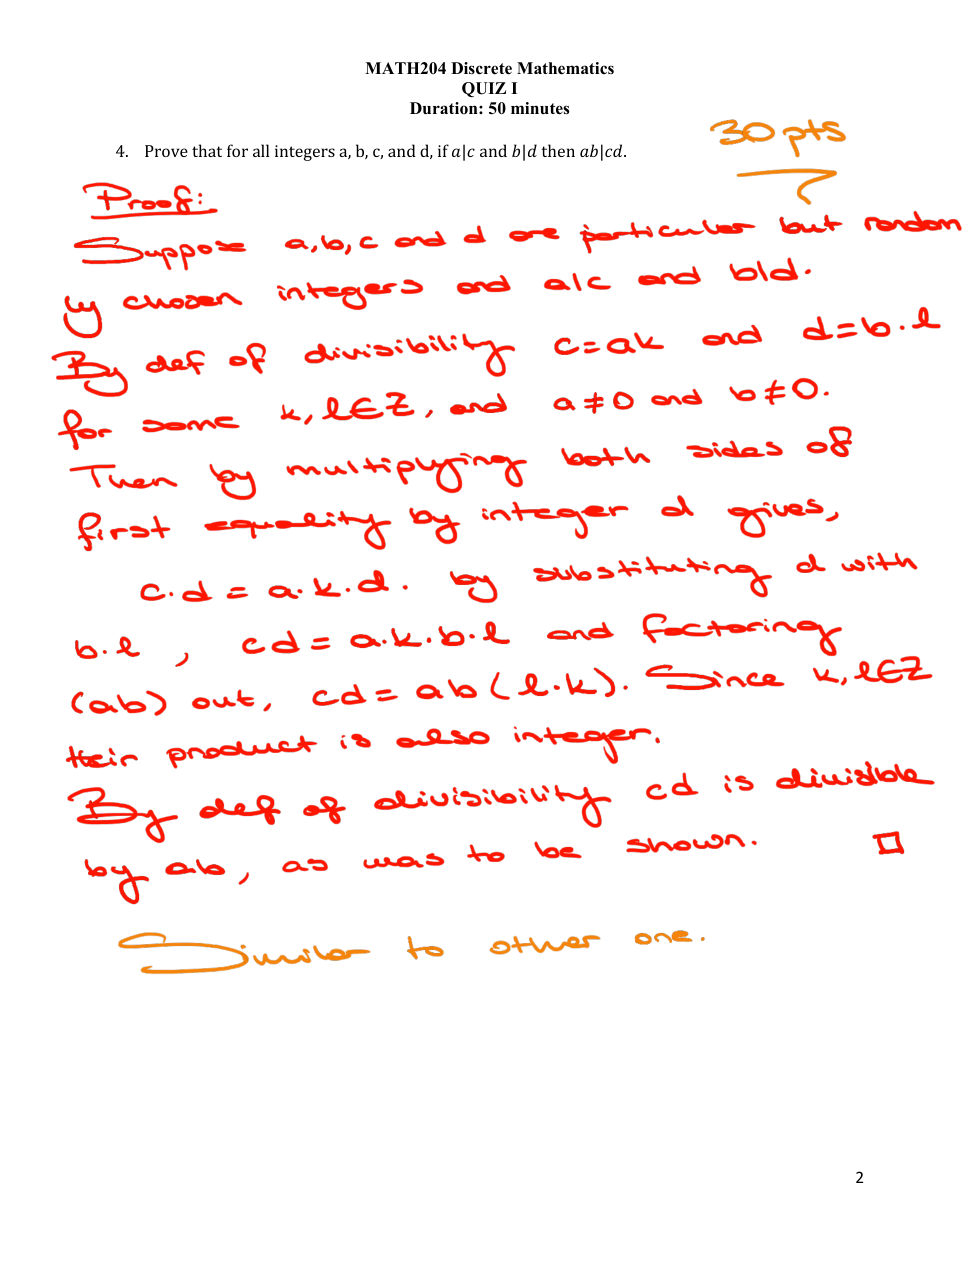 MATH204 Discrete Mathematics
QUIZ I
Duration: 50 minutes
30 pts
4. Prove that for all integers a, b, c, and d, if a|c and b|d then ab|cd.
Proof:
Suppose a,b,c and d are particular but random
ly chosen integers and a|c and b|d.
By def of divisibility c=ak and d=b.l
for some k, l∈Z, and a≠0 and b≠0.
Then by multiplying both sides of
first equality by integer d gives,
c.d = a.k.d. by substituting d with
b.l , cd = a.k.b.l and factoring
(ab) out, cd = ab (l.k). Since k, l∈Z
their product is also integer.
By def of divisibility cd is divisible
by ab, as was to be shown. □
Similar to other one.
2